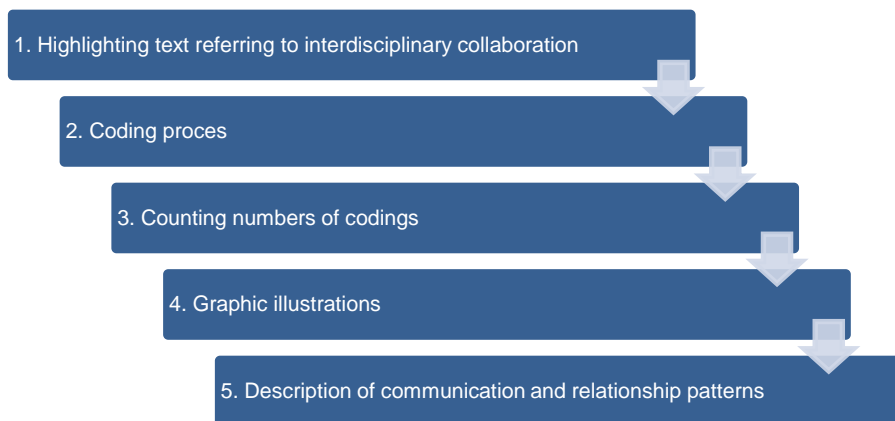 1. Highlighting text referring to interdisciplinary collaboration
2. Coding proces
3. Counting numbers of codings
4. Graphic illustrations
5. Description of communication and relationship patterns